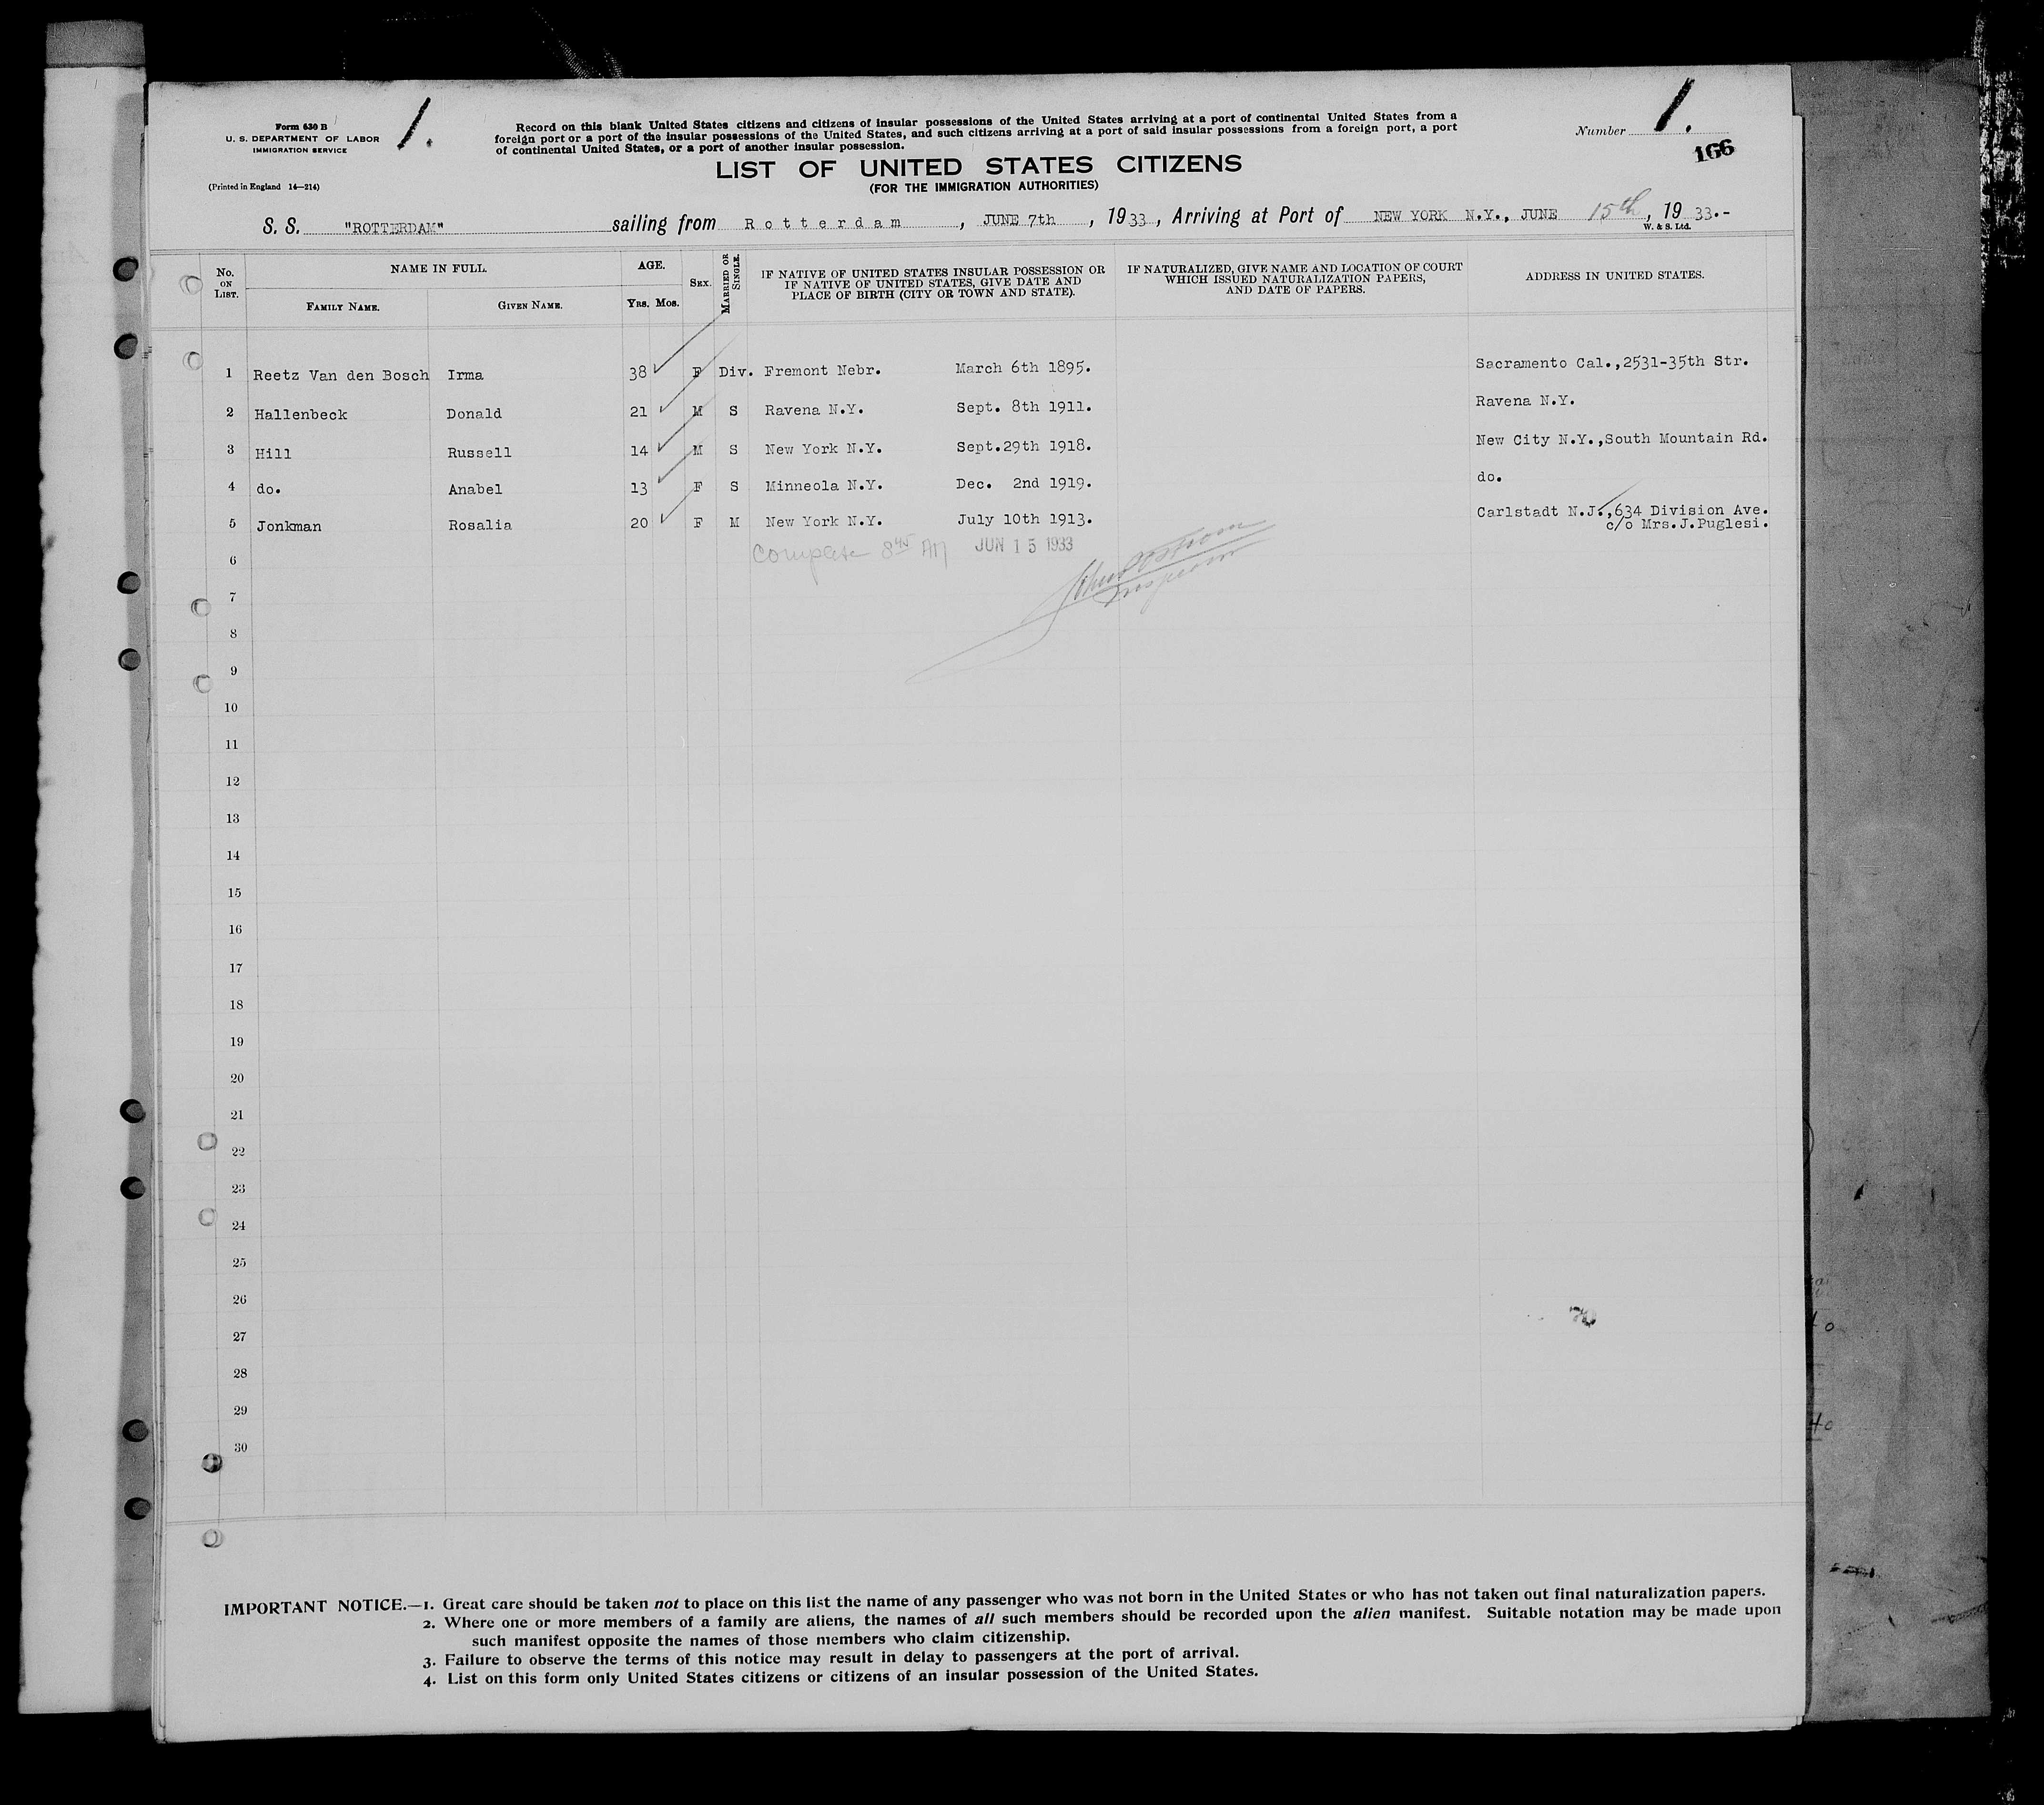 Form 630 B
U. S. DEPARTMENT OF LABOR
IMMIGRATION SERVICE
(Printed in England 14—214)
1.
Record on this blank United States citizens and citizens of insular possessions of the United States arriving at a port of continental United States from a
foreign port or a port of the insular possessions of the United States, and such citizens arriving at a port of said insular possessions from a foreign port, a port
of continental United States, or a port of another insular possession.
Number 1.
166
LIST OF UNITED STATES CITIZENS
(FOR THE IMMIGRATION AUTHORITIES)
S. S. "ROTTERDAM" sailing from Rotterdam, JUNE 7th, 1933, Arriving at Port of NEW YORK N.Y., JUNE 15th, 1933.-
W. & S. Ltd.
No. ON LIST.
NAME IN FULL.
FAMILY NAME.
GIVEN NAME.
AGE.
YRS. MOS.
SEX.
MARRIED OR SINGLE.
IF NATIVE OF UNITED STATES INSULAR POSSESSION OR
IF NATIVE OF UNITED STATES, GIVE DATE AND
PLACE OF BIRTH (CITY OR TOWN AND STATE).
IF NATURALIZED, GIVE NAME AND LOCATION OF COURT
WHICH ISSUED NATURALIZATION PAPERS,
AND DATE OF PAPERS.
ADDRESS IN UNITED STATES.
1 Reetz Van den Bosch Irma 38 F Div. Fremont Nebr. March 6th 1895. Sacramento Cal.,2531-35th Str.
2 Hallenbeck Donald 21 M S Ravena N.Y. Sept. 8th 1911. Ravena N.Y.
3 Hill Russell 14 M S New York N.Y. Sept.29th 1918. New City N.Y.,South Mountain Rd.
4 do. Anabel 13 F S Minneola N.Y. Dec. 2nd 1919. do.
5 Jonkman Rosalia 20 F M New York N.Y. July 10th 1913. Carlstadt N.J.,634 Division Ave.
c/o Mrs.J.Puglesi.
Complete 8 45 AM JUN 15 1933
6
7
8
9
10
11
12
13
14
15
16
17
18
19
20
21
22
23
24
25
26
27
28
29
30
IMPORTANT NOTICE.—1. Great care should be taken not to place on this list the name of any passenger who was not born in the United States or who has not taken out final naturalization papers.
2. Where one or more members of a family are aliens, the names of all such members should be recorded upon the alien manifest. Suitable notation may be made upon
such manifest opposite the names of those members who claim citizenship.
3. Failure to observe the terms of this notice may result in delay to passengers at the port of arrival.
4. List on this form only United States citizens or citizens of an insular possession of the United States.